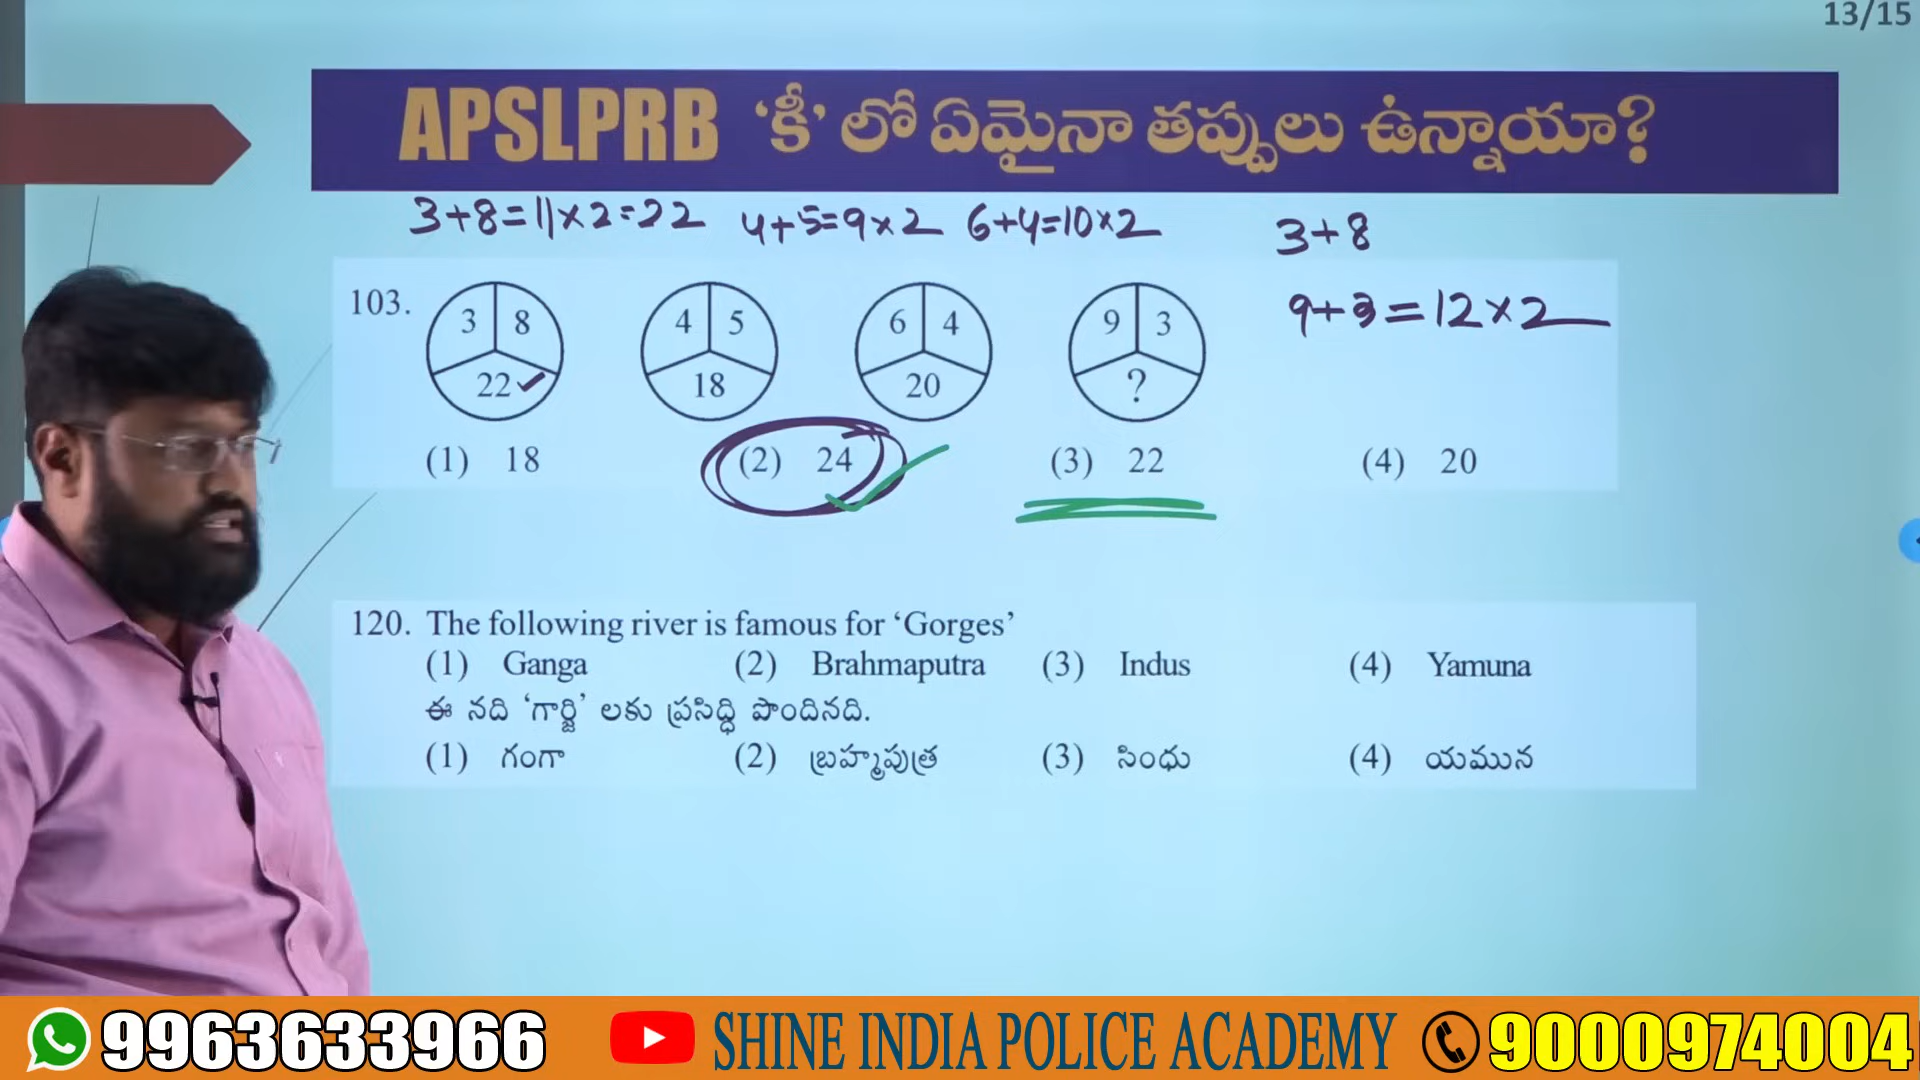 13/15
APSLPRB ‘కీ’ లో ఏమైనా తప్పులు ఉన్నాయా?
3+8=11×2=22 4+5=9×2 6+4=10×2 3+8
9+3=12×2
103. 3 8 22 4 5 18 6 4 20 9 3 ?
(1) 18 (2) 24 (3) 22 (4) 20
120. The following river is famous for ‘Gorges’
(1) Ganga (2) Brahmaputra (3) Indus (4) Yamuna
ఈ నది ‘గార్జి’ లకు ప్రసిద్ధి పొందినది.
(1) గంగా (2) బ్రహ్మపుత్ర (3) సింధు (4) యమున
9963633966 SHINE INDIA POLICE ACADEMY 9000974004